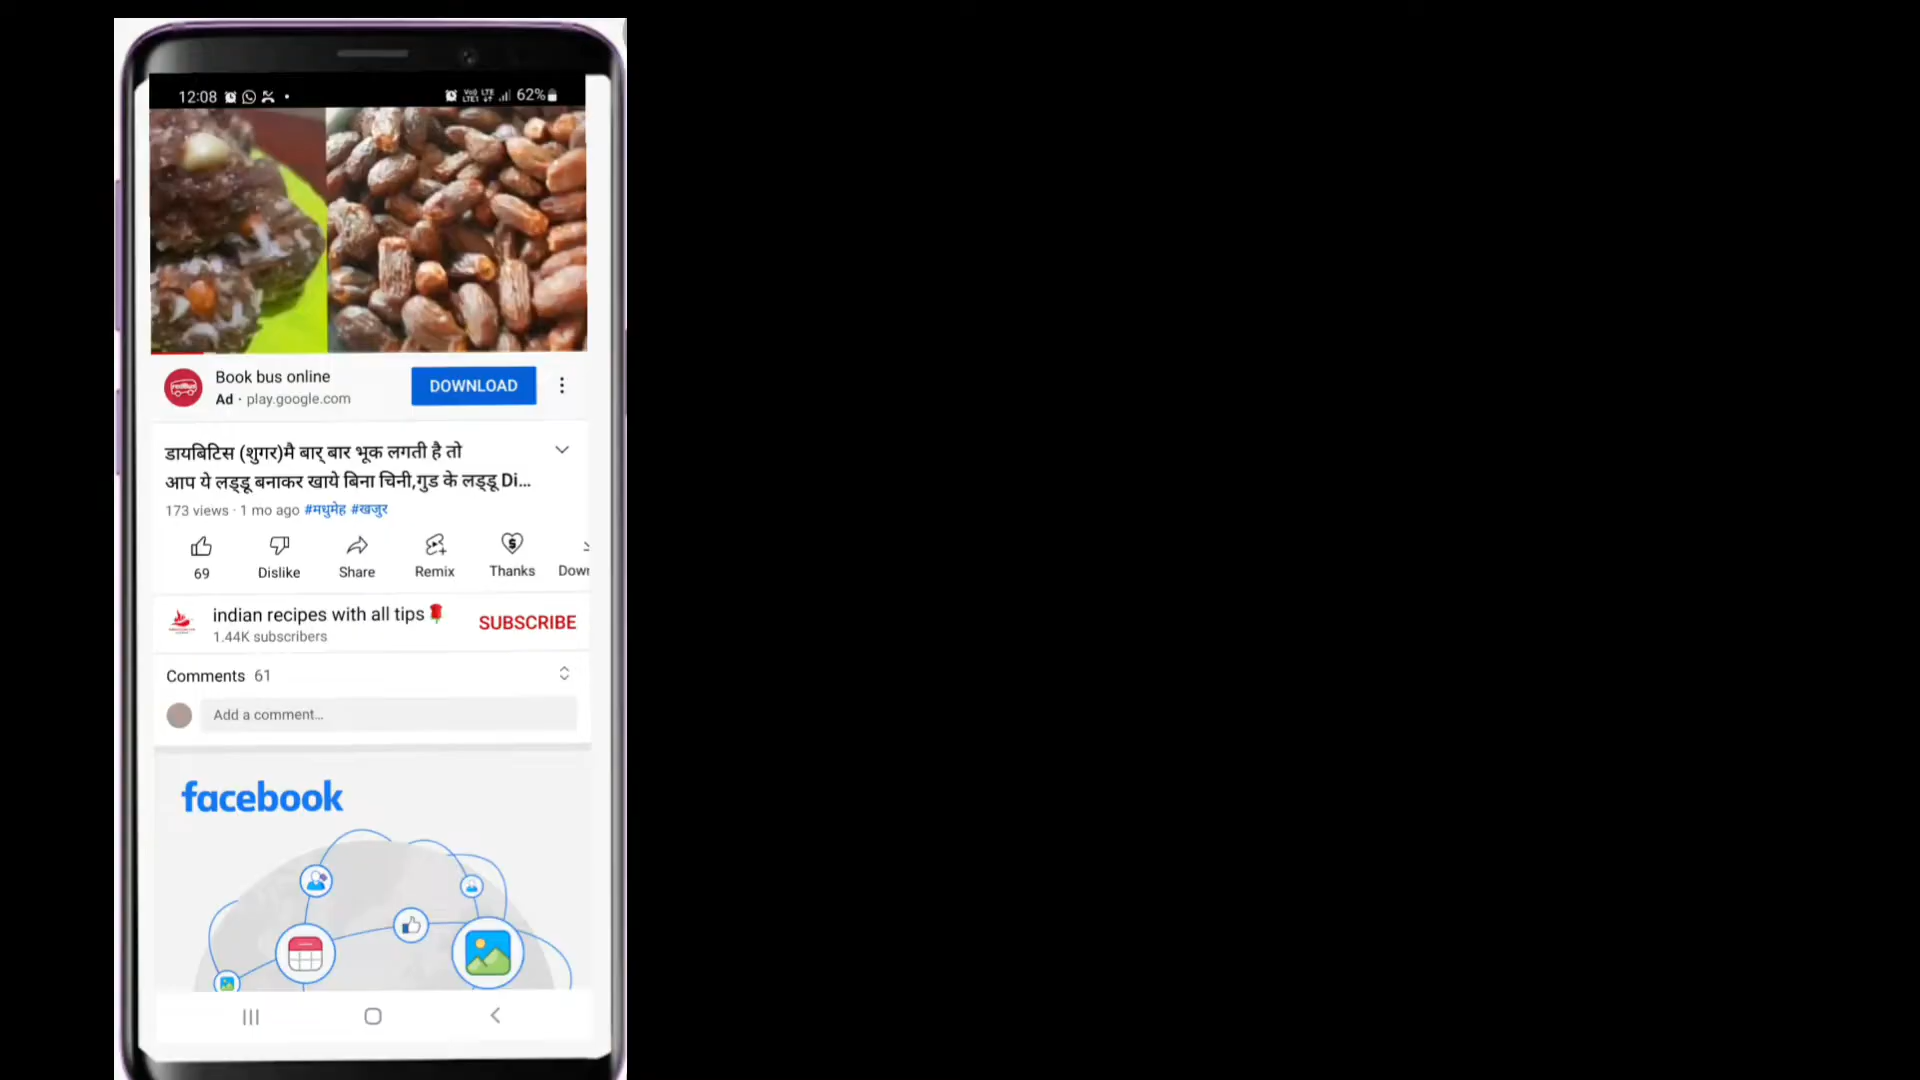 12:08
62%
Book bus online
DOWNLOAD
Ad · play.google.com
डायबिटिस (शुगर)मै बार् बार भूक लगती है तो
आप ये लड्डू बनाकर खाये बिना चिनी,गुड के लड्डू Di...
173 views · 1 mo ago #मधुमेह #खजुर
69
Dislike
Share
Remix
Thanks
Down
indian recipes with all tips
SUBSCRIBE
1.44K subscribers
Comments 61
Add a comment...
facebook